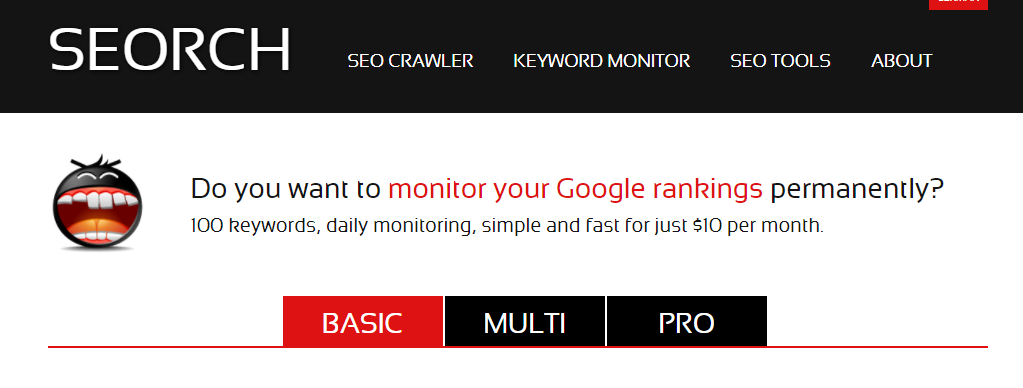 SEORCH
SEO CRAWLER KEYWORD MONITOR SEO TOOLS ABOUT
Do you want to monitor your Google rankings permanently?
100 keywords, daily monitoring, simple and fast for just $10 per month.
BASIC MULTI PRO